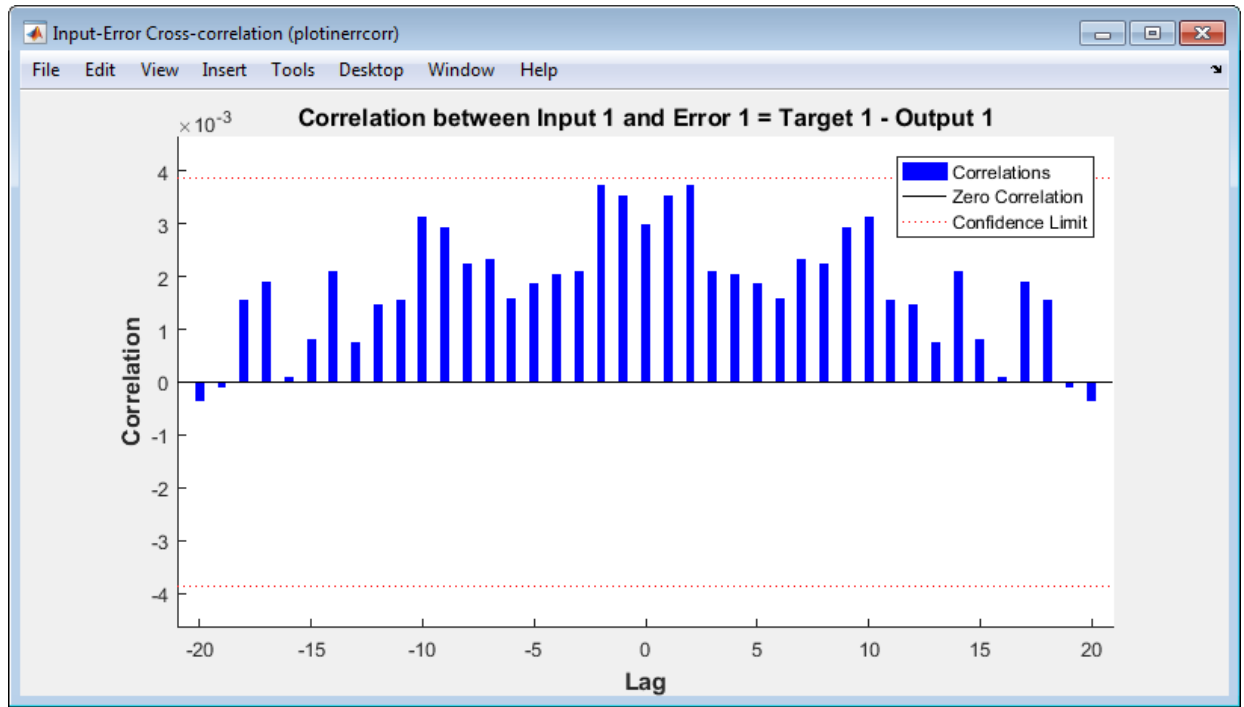 Input-Error Cross-correlation (plotinerrcorr)
File Edit View Insert Tools Desktop Window Help
×10-3
Correlation between Input 1 and Error 1 = Target 1 - Output 1
Correlations
Zero Correlation
Confidence Limit
4
3
2
1
0
-1
-2
-3
-4
Correlation
-20 -15 -10 -5 0 5 10 15 20
Lag